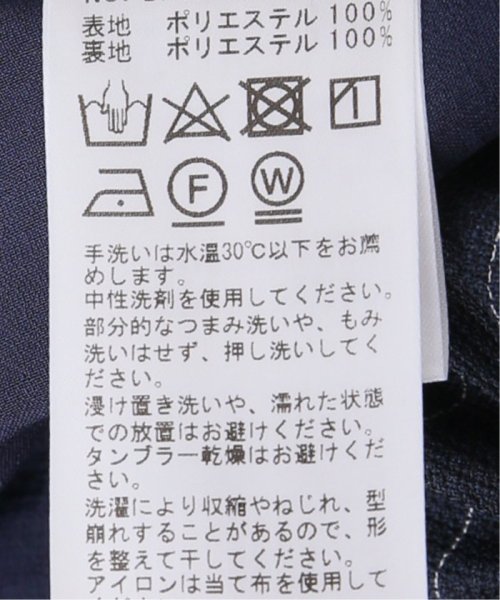 表地 ポリエステル 100%
裏地 ポリエステル 100%
F
W
手洗いは水温30℃以下をお薦
めします。
中性洗剤を使用してください。
部分的なつまみ洗いや、もみ
洗いはせず、押し洗いしてく
ださい。
浸け置き洗いや、濡れた状態
での放置はお避けください。
タンブラー乾燥はお避けくだ
さい。
洗濯により収縮やねじれ、型
崩れすることがあるので、形
を整えて干してください。
アイロンは当て布を使用して
ください